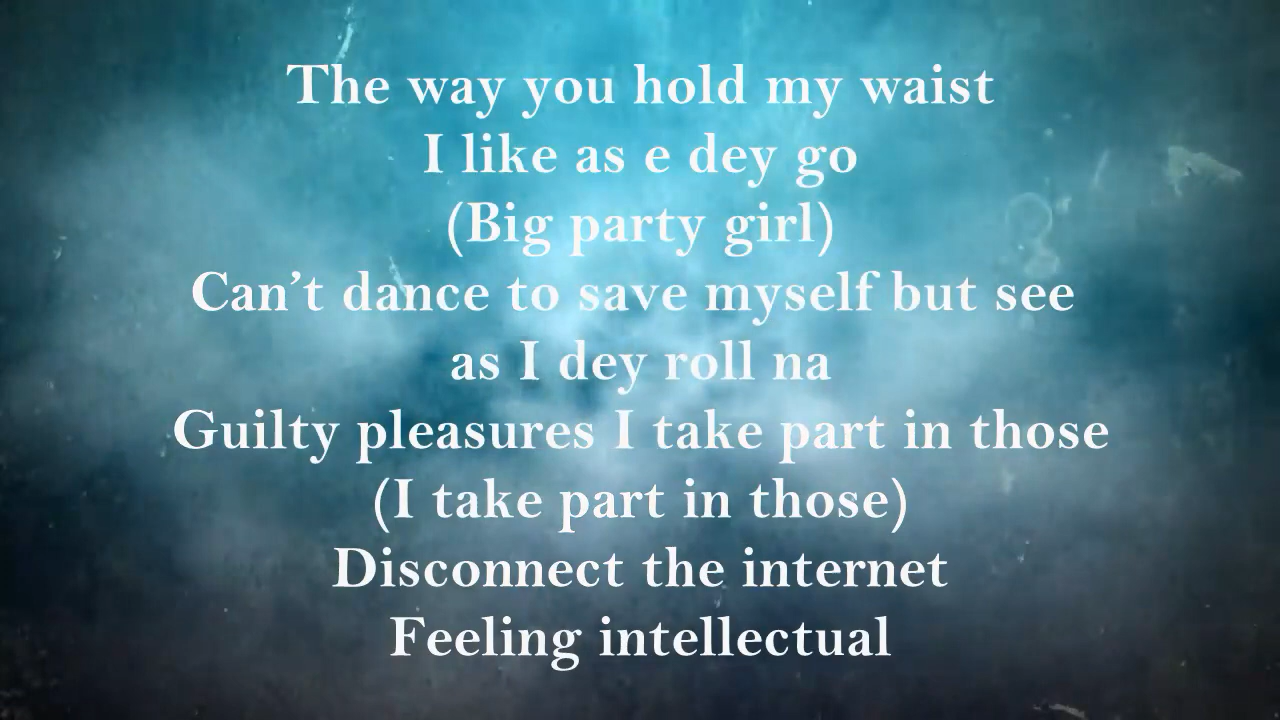 The way you hold my waist
I like as e dey go
(Big party girl)
Can’t dance to save myself but see
as I dey roll na
Guilty pleasures I take part in those
(I take part in those)
Disconnect the internet
Feeling intellectual